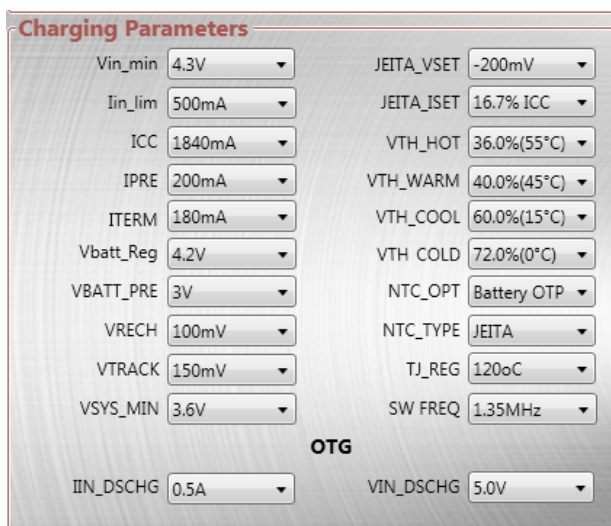 Charging Parameters
Vin_min 4.3V JEITA_VSET -200mV
Iin_lim 500mA JEITA_ISET 16.7% ICC
ICC 1840mA VTH_HOT 36.0%(55°C)
IPRE 200mA VTH_WARM 40.0%(45°C)
ITERM 180mA VTH_COOL 60.0%(15°C)
Vbatt_Reg 4.2V VTH COLD 72.0%(0°C)
VBATT_PRE 3V NTC_OPT Battery OTP
VRECH 100mV NTC_TYPE JEITA
VTRACK 150mV TJ_REG 120oC
VSYS_MIN 3.6V SW FREQ 1.35MHz
OTG
IIN_DSCHG 0.5A VIN_DSCHG 5.0V